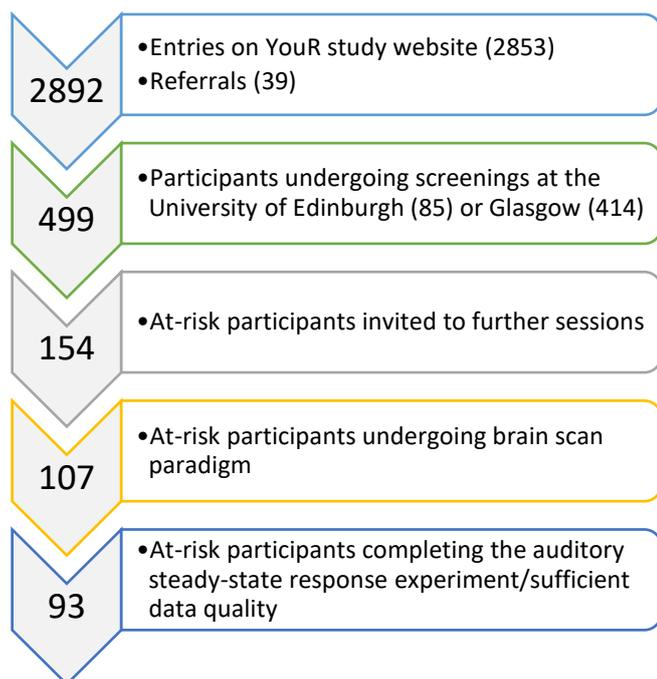 2892
•Entries on YouR study website (2853)
•Referrals (39)
499
•Participants undergoing screenings at the
University of Edinburgh (85) or Glasgow (414)
154
•At-risk participants invited to further sessions
107
•At-risk participants undergoing brain scan
paradigm
93
•At-risk participants completing the auditory
steady-state response experiment/sufficient
data quality